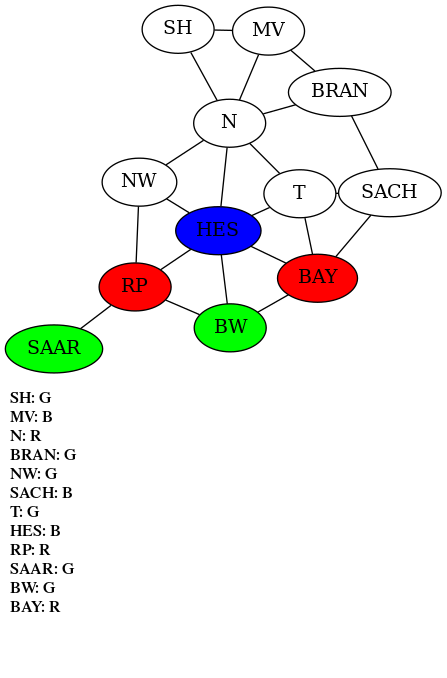 SH
MV
BRAN
N
NW
T
SACH
HES
BAY
RP
BW
SAAR
SH: G
MV: B
N: R
BRAN: G
NW: G
SACH: B
T: G
HES: B
RP: R
SAAR: G
BW: G
BAY: R